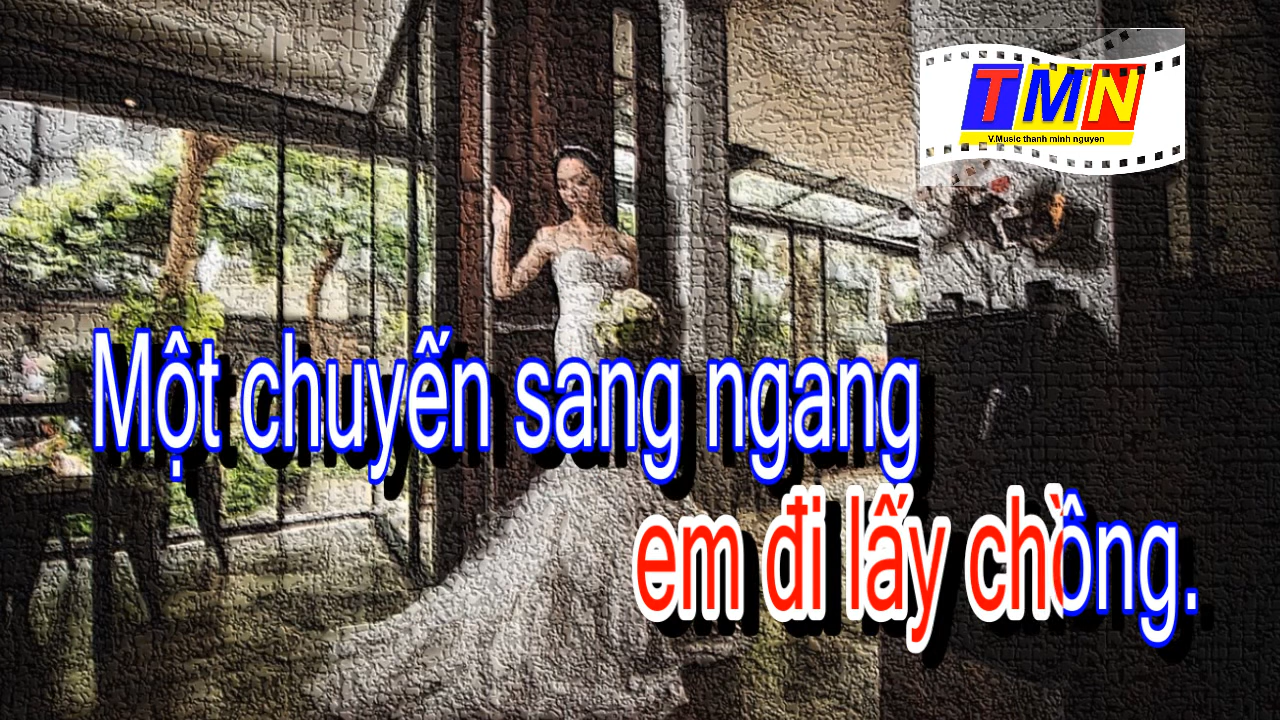 TMN
V.Music thanh minh nguyen
Một chuyến sang ngang
em đi lấy chồng.